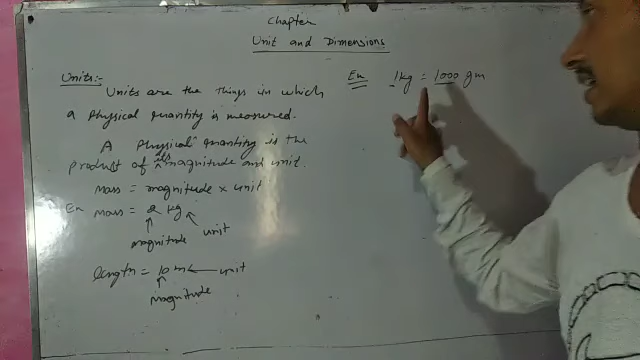 Chapter
Unit and Dimensions
Units:-
Units are the Things in which
a Physical quantity is measured.
A Physical quantity is the
product of its magnitude and unit.
Mass = magnitude × unit
Ex Mass = 2 kg
magnitude unit
length = 10 m unit
magnitude
Ex 1kg = 1000 gm